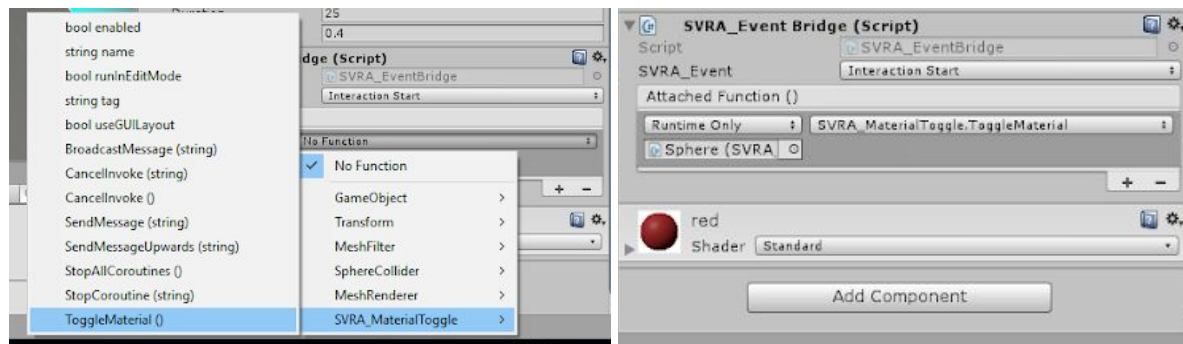 Duration
25
0.4
bool enabled
string name
bool runInEditMode
string tag
bool useGUILayout
BroadcastMessage (string)
CancelInvoke (string)
CancelInvoke ()
SendMessage (string)
SendMessageUpwards (string)
StopAllCoroutines ()
StopCoroutine (string)
ToggleMaterial ()
dge (Script)
SVRA_EventBridge
Interaction Start
No Function
No Function
GameObject
Transform
MeshFilter
SphereCollider
MeshRenderer
SVRA_MaterialToggle
+ -
SVRA_Event Bridge (Script)
Script
SVRA_EventBridge
SVRA_Event
Interaction Start
Attached Function ()
Runtime Only
SVRA_MaterialToggle.ToggleMaterial
Sphere (SVRA
+ -
red
Shader Standard
Add Component